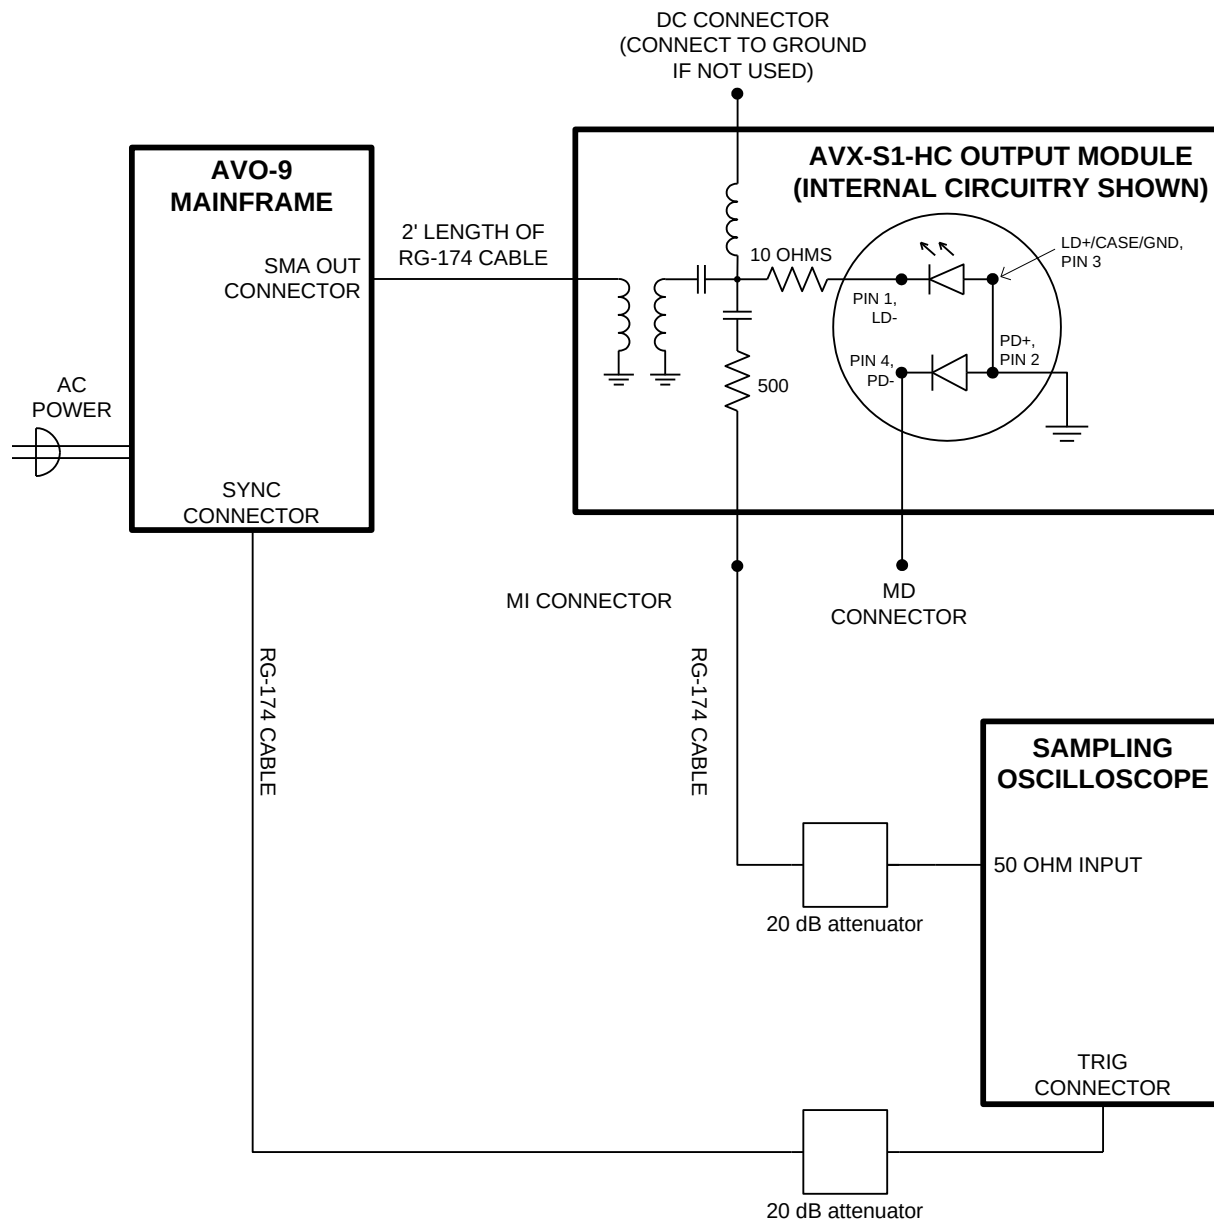 DC CONNECTOR
(CONNECT TO GROUND
IF NOT USED)
AVO-9
MAINFRAME
AVX-S1-HC OUTPUT MODULE
(INTERNAL CIRCUITRY SHOWN)
2' LENGTH OF
RG-174 CABLE
SMA OUT
CONNECTOR
10 OHMS
LD+/CASE/GND,
PIN 3
PIN 1,
LD-
PD+,
PIN 2
PIN 4,
PD-
500
AC
POWER
SYNC
CONNECTOR
MI CONNECTOR
MD
CONNECTOR
RG-174 CABLE
RG-174 CABLE
SAMPLING
OSCILLOSCOPE
50 OHM INPUT
20 dB attenuator
TRIG
CONNECTOR
20 dB attenuator